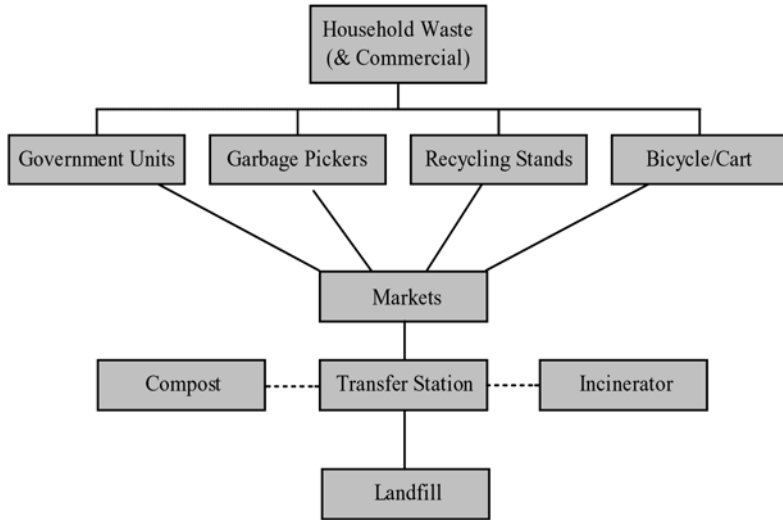 Household Waste
(& Commercial)
Government Units
Garbage Pickers
Recycling Stands
Bicycle/Cart
Markets
Compost
Transfer Station
Incinerator
Landfill